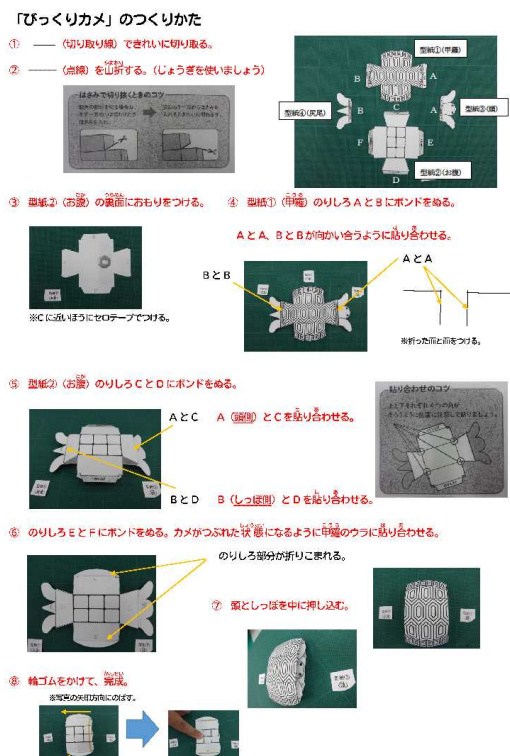 「びっくりカメ」のつくりかた
① ―― (切り取り線) できれいに切り取る。
② ------ (点線) を山折する。(じょうぎを使いましょう)
はさみで切り抜くときのコツ
型紙①(甲羅)
型紙④(尻尾)
型紙③(頭)
型紙②(お腹)
B
A
B
C
A
F
E
D
③ 型紙②(お腹)の裏面におもりをつける。
④ 型紙①(甲羅)のりしろAとBにボンドをぬる。
AとA、BとBが向かい合うように貼り合わせる。
BとB
AとA
※Cに近いほうにセロテープでつける。
※折った面と面をつける。
⑤ 型紙②(お腹)のりしろCとDにボンドをぬる。
貼り合わせのコツ
AとC
A(頭側)とCを貼り合わせる。
BとD
B(しっぽ側)とDを貼り合わせる。
⑥ のりしろEとFにボンドをぬる。カメがつぶれた状態になるように甲羅のウラに貼り合わせる。
のりしろ部分が折りこまれる。
⑦ 頭としっぽを中に押し込む。
⑧ 輪ゴムをかけて、完成。
※写真の矢印方向にのばす。